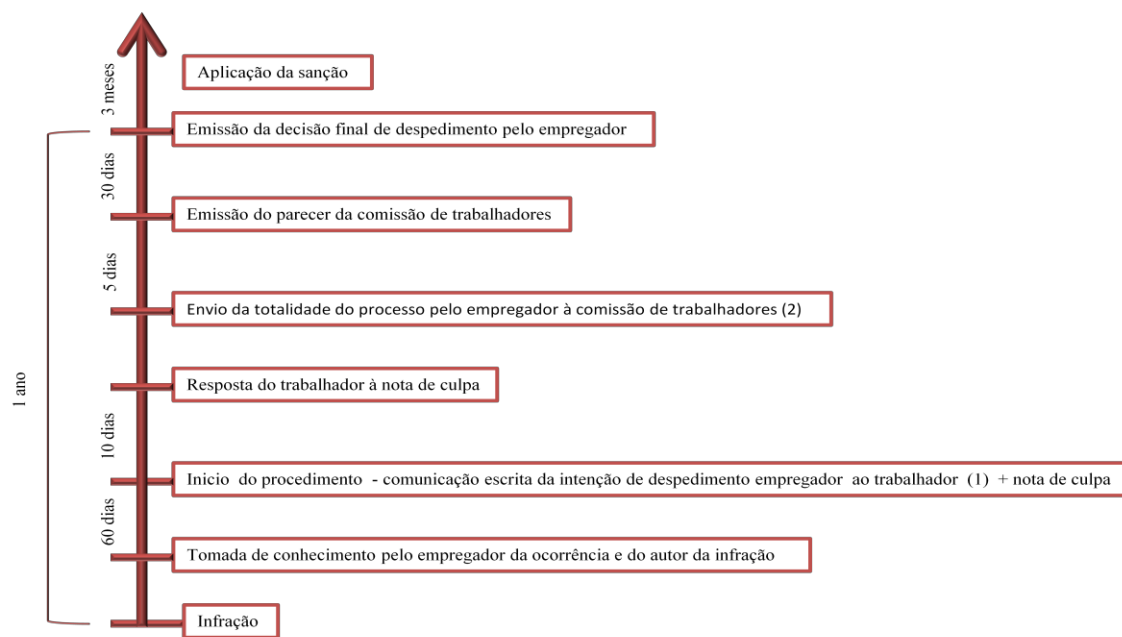 3 meses
Aplicação da sanção
Emissão da decisão final de despedimento pelo empregador
30 dias
Emissão do parecer da comissão de trabalhadores
5 dias
Envio da totalidade do processo pelo empregador à comissão de trabalhadores (2)
Resposta do trabalhador à nota de culpa
1 ano
10 dias
Inicio do procedimento - comunicação escrita da intenção de despedimento empregador ao trabalhador (1) + nota de culpa
60 dias
Tomada de conhecimento pelo empregador da ocorrência e do autor da infração
Infração